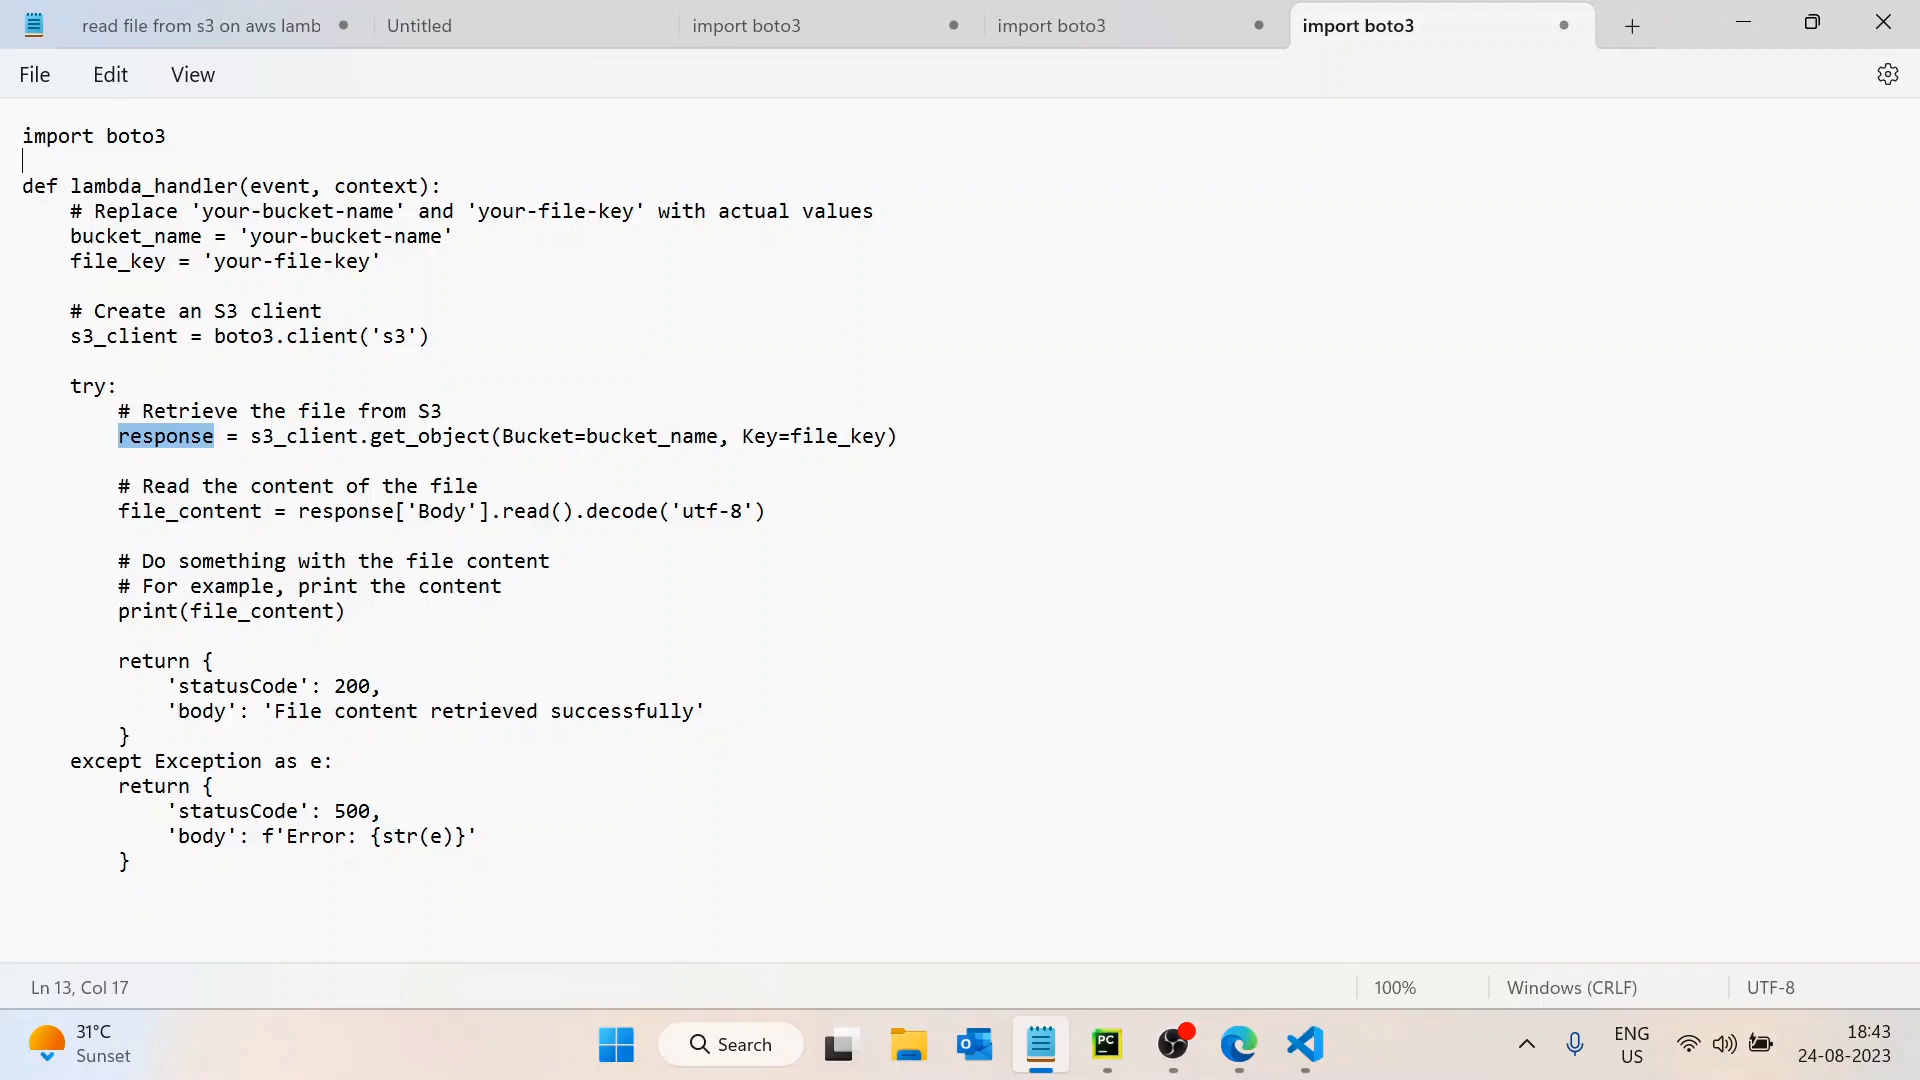 read file from s3 on aws lamb
Untitled
import boto3
import boto3
import boto3
File Edit View
import boto3
def lambda_handler(event, context):
# Replace 'your-bucket-name' and 'your-file-key' with actual values
bucket_name = 'your-bucket-name'
file_key = 'your-file-key'
# Create an S3 client
s3_client = boto3.client('s3')
try:
# Retrieve the file from S3
response = s3_client.get_object(Bucket=bucket_name, Key=file_key)
# Read the content of the file
file_content = response['Body'].read().decode('utf-8')
# Do something with the file content
# For example, print the content
print(file_content)
return {
'statusCode': 200,
'body': 'File content retrieved successfully'
}
except Exception as e:
return {
'statusCode': 500,
'body': f'Error: {str(e)}'
}
Ln 13, Col 17
100%
Windows (CRLF)
UTF-8
31°C
Sunset
Search
PC
ENG
US
18:43
24-08-2023